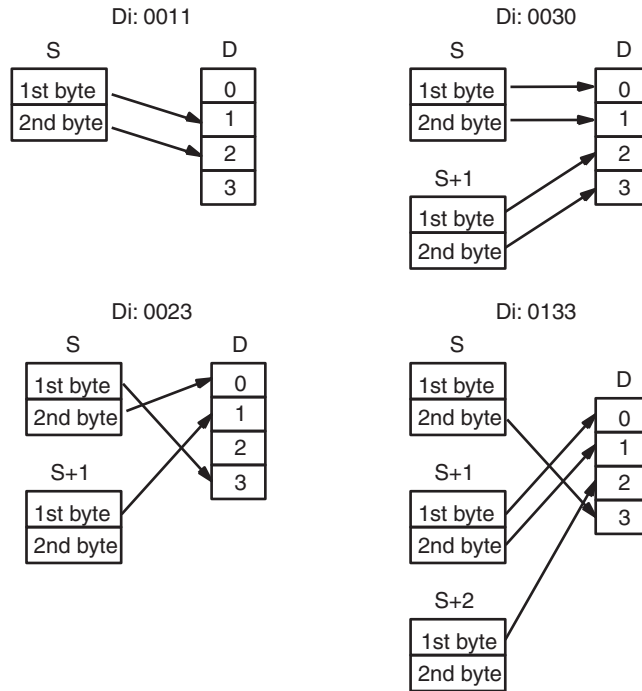 Di: 0011
S
D
1st byte
2nd byte
0
1
2
3
Di: 0030
S
D
1st byte
2nd byte
S+1
1st byte
2nd byte
0
1
2
3
Di: 0023
S
D
1st byte
2nd byte
S+1
1st byte
2nd byte
0
1
2
3
Di: 0133
S
D
1st byte
2nd byte
S+1
1st byte
2nd byte
S+2
1st byte
2nd byte
0
1
2
3